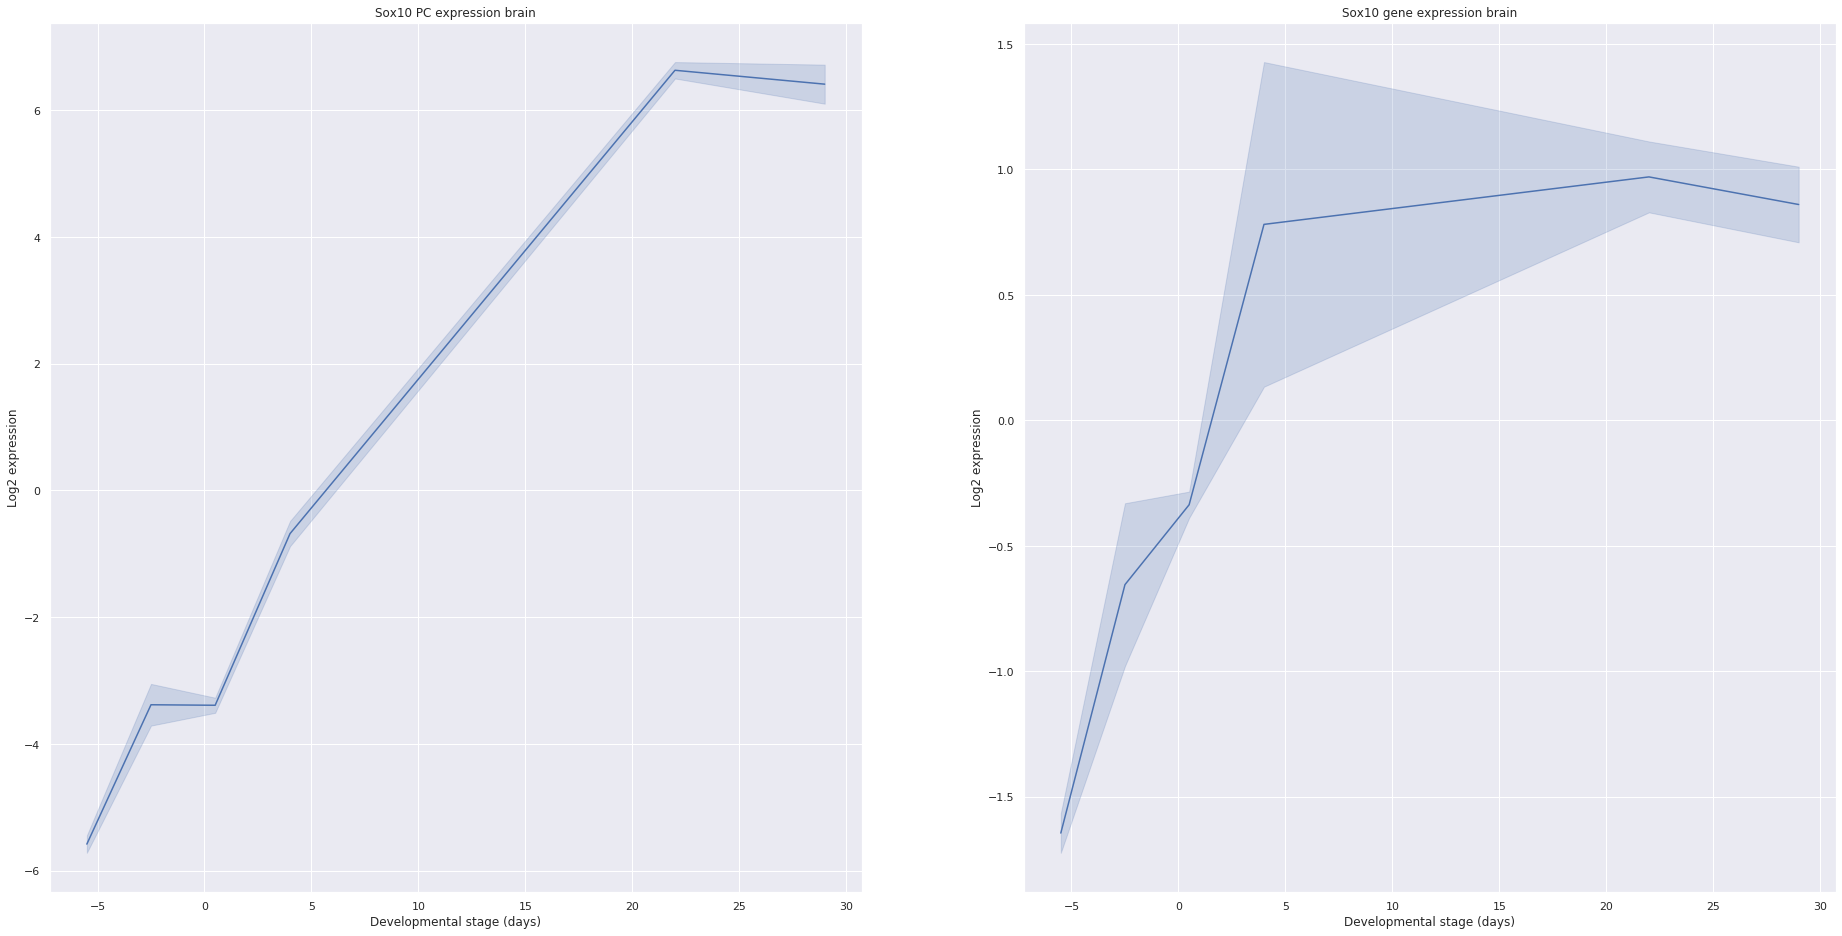 Sox10 PC expression brain
Log2 expression
6
4
2
0
−2
−4
−6
−5 0 5 10 15 20 25 30
Developmental stage (days)
Sox10 gene expression brain
Log2 expression
1.5
1.0
0.5
0.0
−0.5
−1.0
−1.5
−5 0 5 10 15 20 25 30
Developmental stage (days)